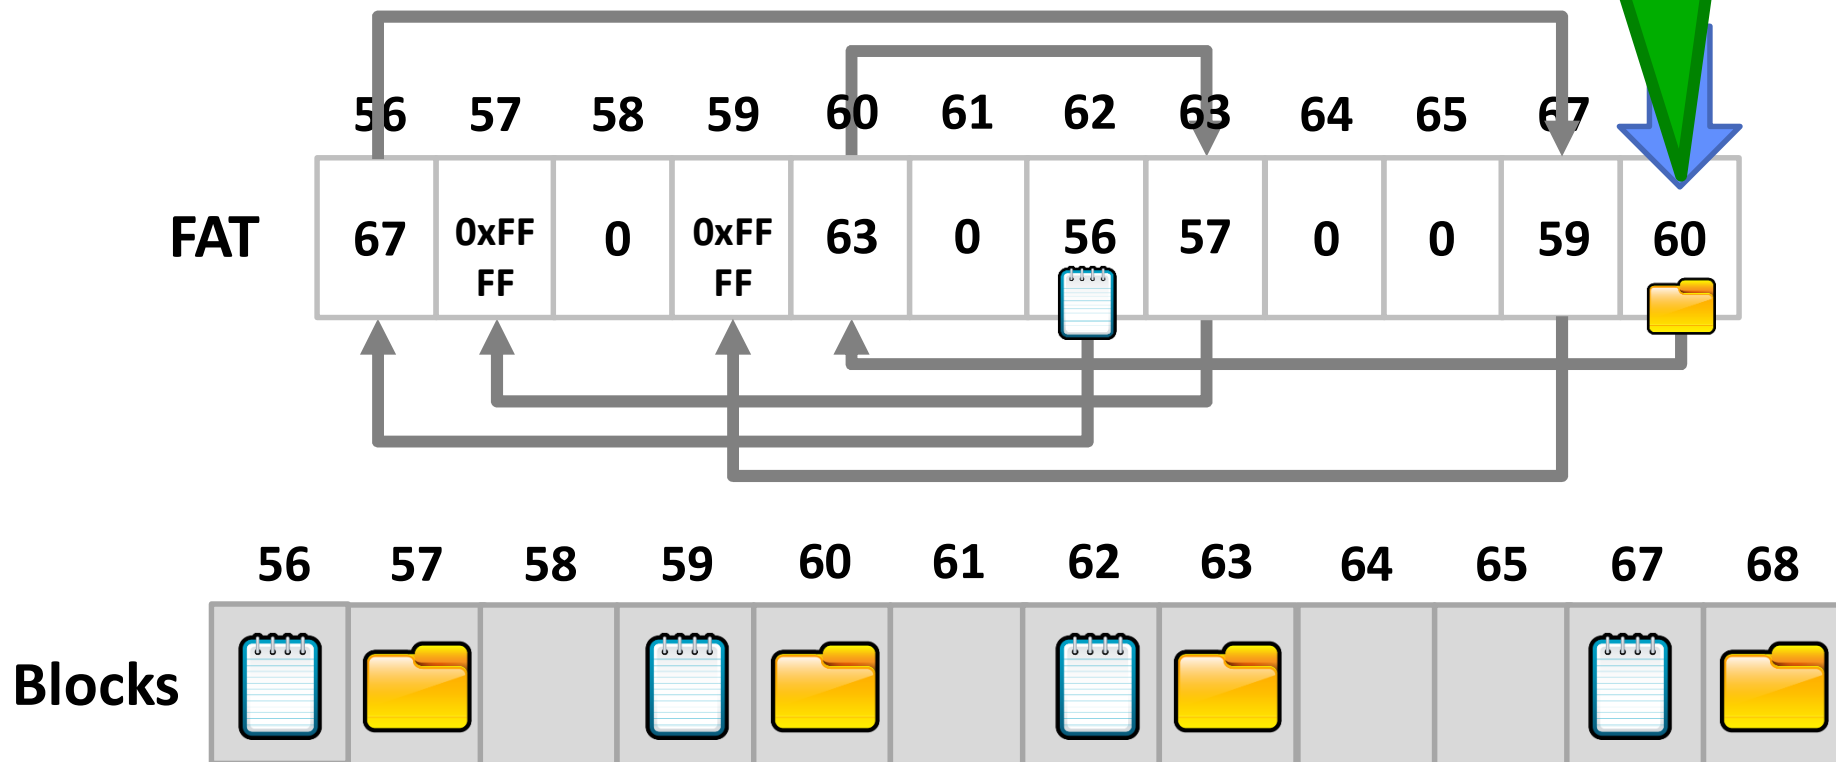 56 57 58 59 60 61 62 63 64 65 67
FAT 67 0xFF 0 0xFF 63 0 56 57 0 0 59 60
FF FF
56 57 58 59 60 61 62 63 64 65 67 68
Blocks